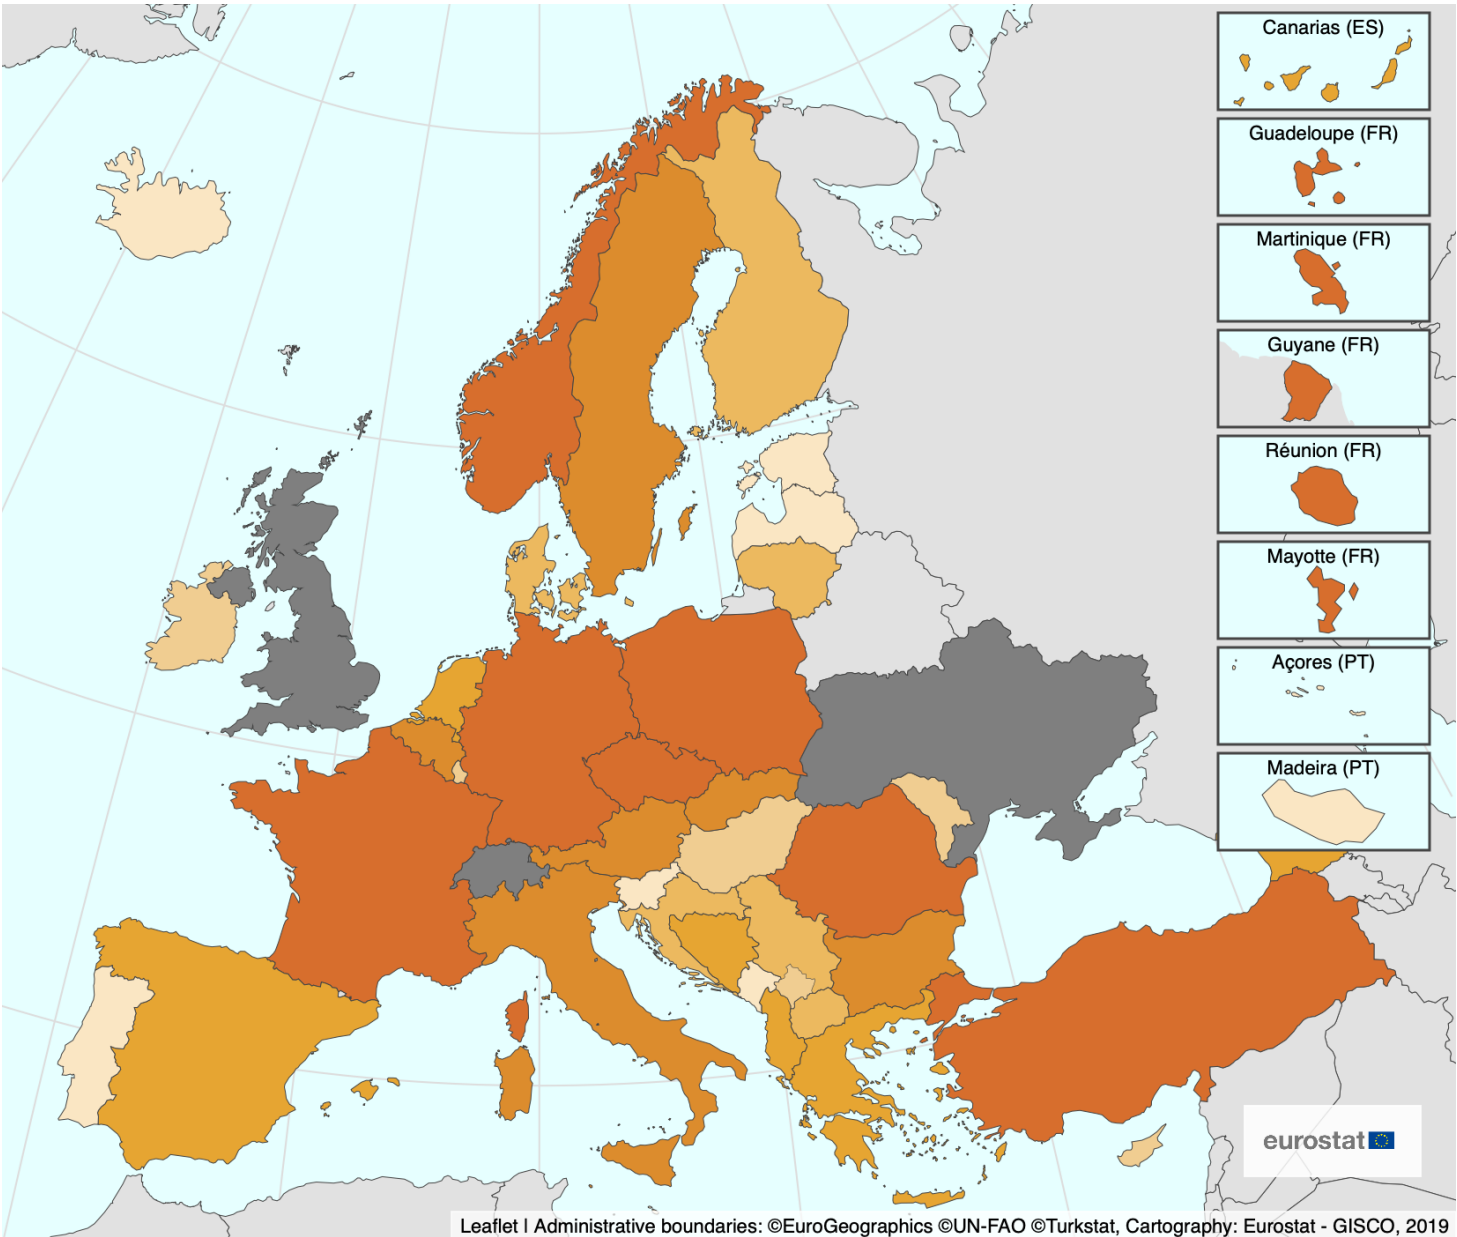 Canarias (ES)
Guadeloupe (FR)
Martinique (FR)
Guyane (FR)
Réunion (FR)
Mayotte (FR)
Açores (PT)
Madeira (PT)
eurostat
Leaflet | Administrative boundaries: ©EuroGeographics ©UN-FAO ©Turkstat, Cartography: Eurostat - GISCO, 2019